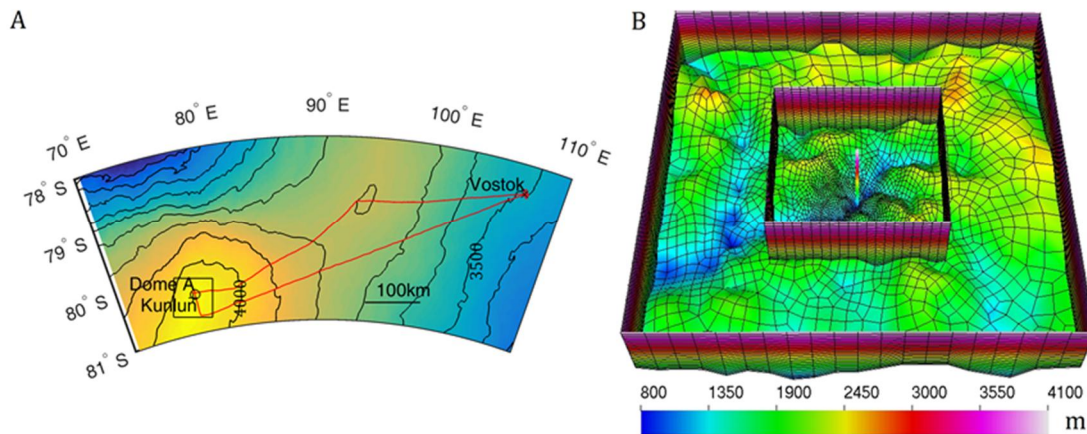 A
70° E
80° E
90° E
100° E
110° E
78° S
79° S
80° S
81° S
Vostok
Dome A
Kunlun
4000
3500
100km
B
800 1350 1900 2450 3000 3550 4100
m